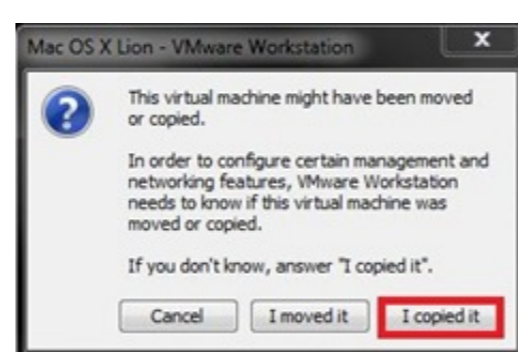 Mac OS X Lion - VMware Workstation
This virtual machine might have been moved
or copied.
In order to configure certain management and
networking features, VMware Workstation
needs to know if this virtual machine was
moved or copied.
If you don't know, answer "I copied it".
Cancel
I moved it
I copied it